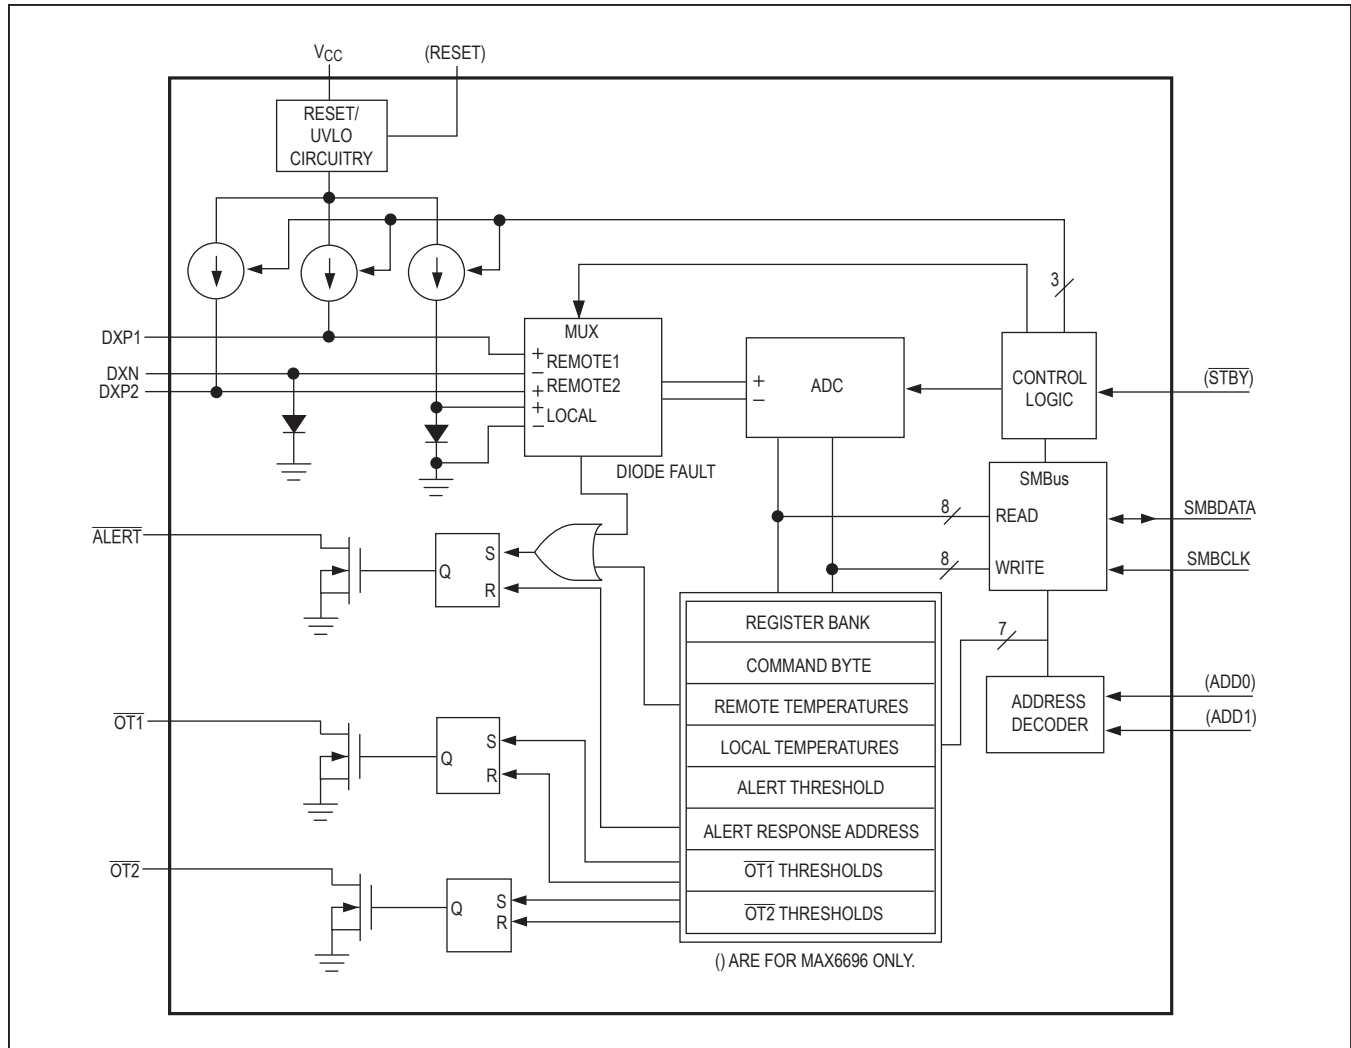 VCC
(RESET)
RESET/
UVLO
CIRCUITRY
3
MUX
DXP1
+
REMOTE1
DXN
−
DXP2
+
REMOTE2
+
LOCAL
−
+
−
ADC
CONTROL
LOGIC
(STBY)
DIODE FAULT
SMBus
8
READ
SMBDATA
ALERT
S
Q
R
8
WRITE
SMBCLK
REGISTER BANK
7
COMMAND BYTE
REMOTE TEMPERATURES
ADDRESS
DECODER
(ADD0)
(ADD1)
OT1
S
Q
R
LOCAL TEMPERATURES
ALERT THRESHOLD
ALERT RESPONSE ADDRESS
OT1 THRESHOLDS
OT2
S
Q
R
OT2 THRESHOLDS
() ARE FOR MAX6696 ONLY.